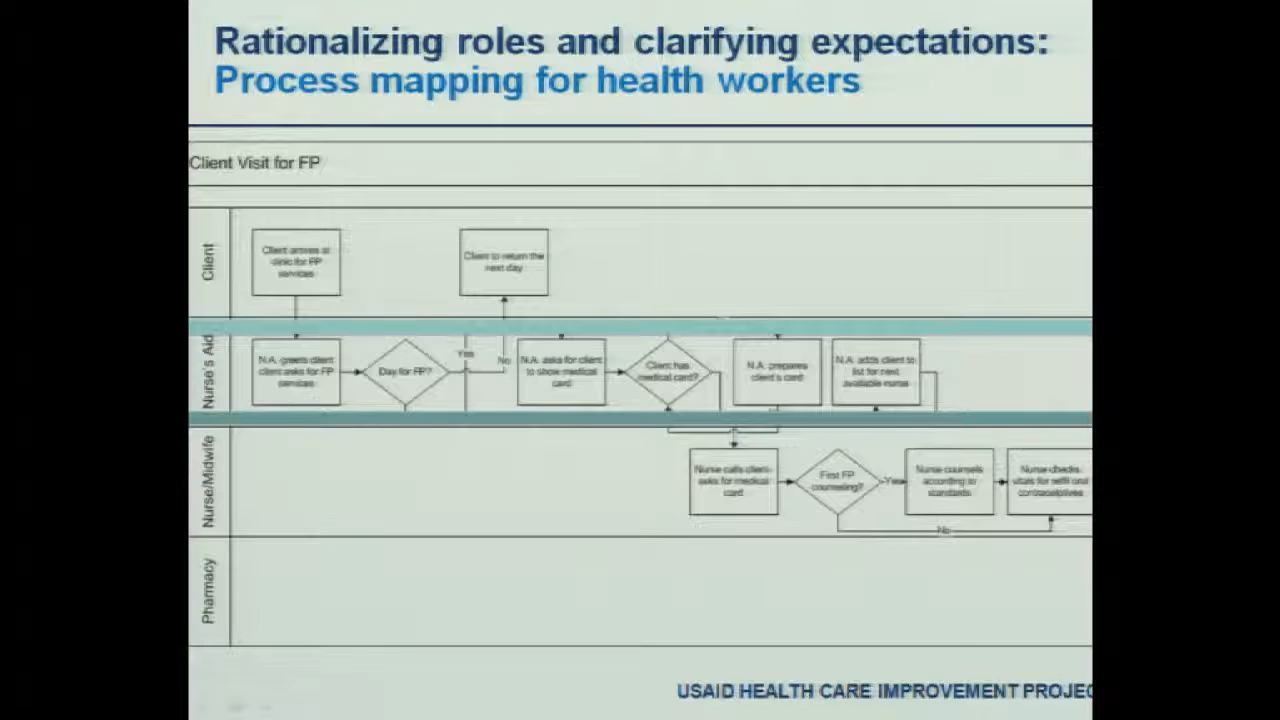 Rationalizing roles and clarifying expectations:
Process mapping for health workers
Client Visit for FP
Client
Client arrives at
clinic for FP
services
Client to return the
next day
Nurse's Aid
N.A. greets client
client asks for FP
services
Day for FP?
Yes
No
N.A. asks for client
to show medical
card
Client has
medical card?
N.A. prepares
client's card
N.A. adds client to
list for next
available nurse
Nurse/Midwife
Nurse calls client-
asks for medical
card
First FP
counseling?
Yes
Nurse counsels
according to
standards
Nurse checks
vitals for refill oral
contraceptives
No
Pharmacy
USAID HEALTH CARE IMPROVEMENT PROJEC